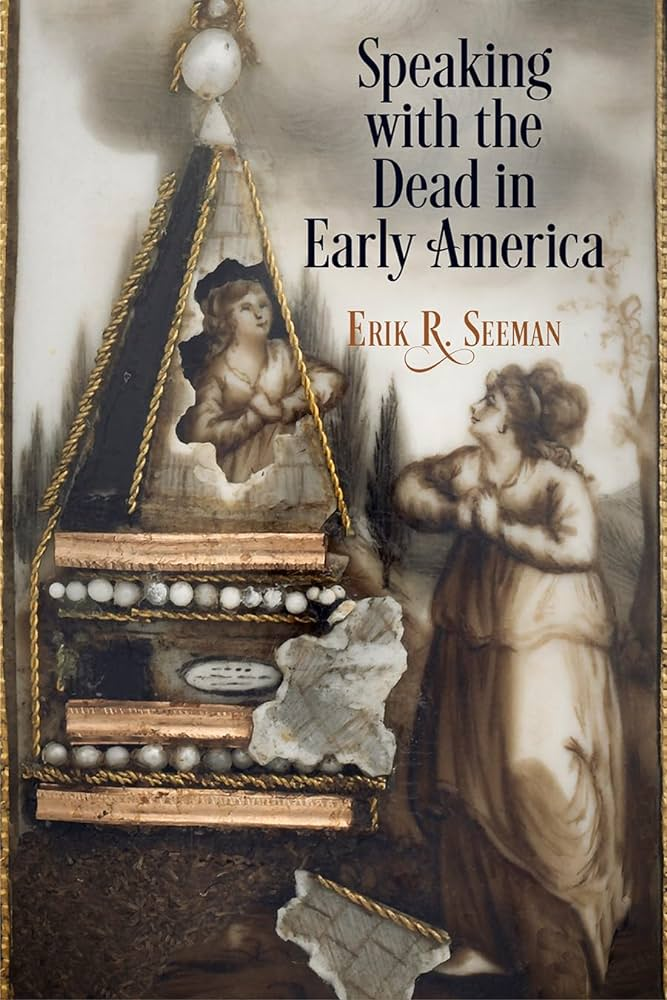 Speaking
with the
Dead in
Early America
Erik R. Seeman